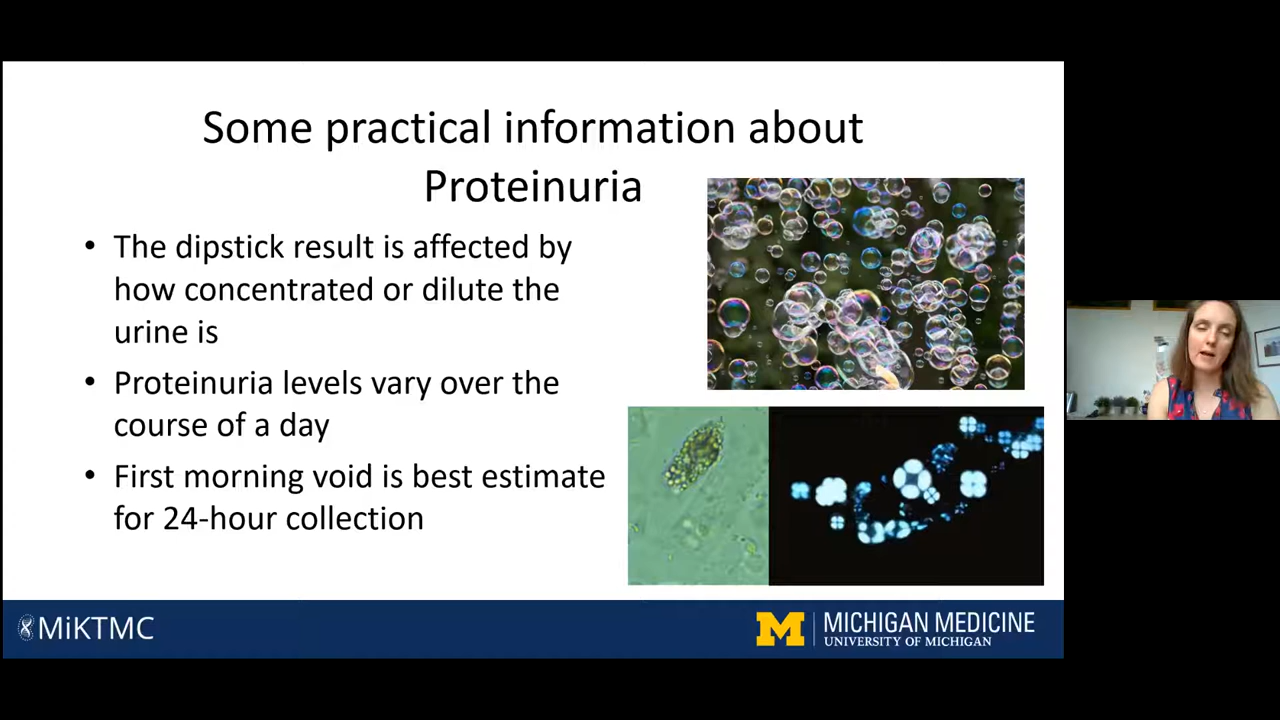 Some practical information about
Proteinuria
• The dipstick result is affected by
how concentrated or dilute the
urine is
• Proteinuria levels vary over the
course of a day
• First morning void is best estimate
for 24-hour collection
MiKTMC
M
MICHIGAN MEDICINE
UNIVERSITY OF MICHIGAN